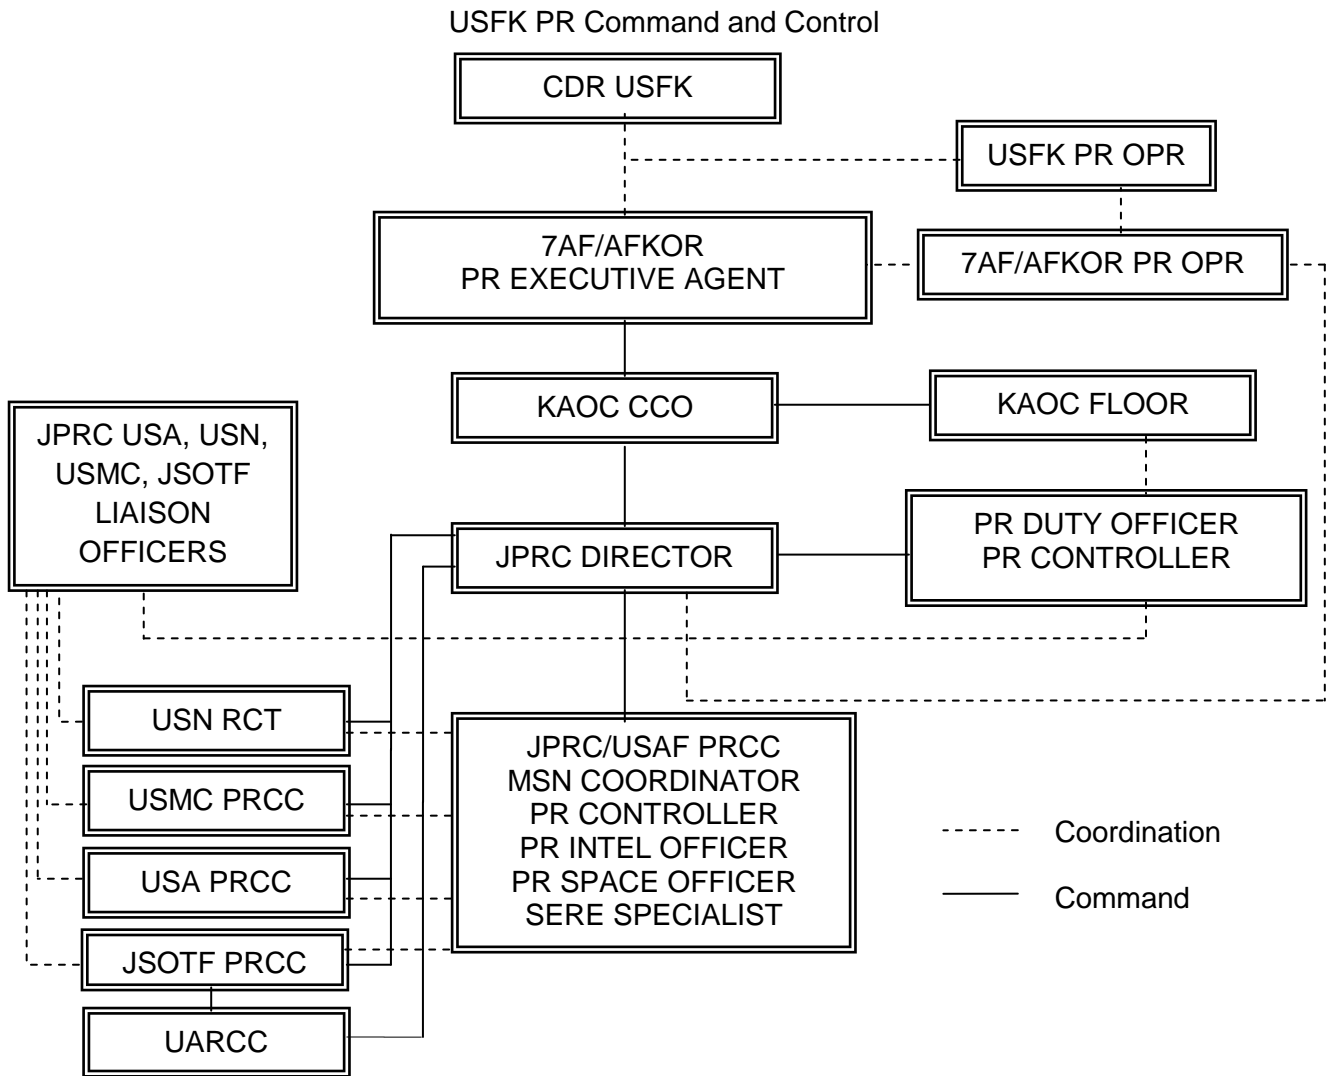 USFK PR Command and Control
CDR USFK
USFK PR OPR
7AF/AFKOR
PR EXECUTIVE AGENT
7AF/AFKOR PR OPR
KAOC CCO
KAOC FLOOR
JPRC USA, USN,
USMC, JSOTF
LIAISON
OFFICERS
JPRC DIRECTOR
PR DUTY OFFICER
PR CONTROLLER
USN RCT
USMC PRCC
USA PRCC
JSOTF PRCC
UARCC
JPRC/USAF PRCC
MSN COORDINATOR
PR CONTROLLER
PR INTEL OFFICER
PR SPACE OFFICER
SERE SPECIALIST
Coordination
Command